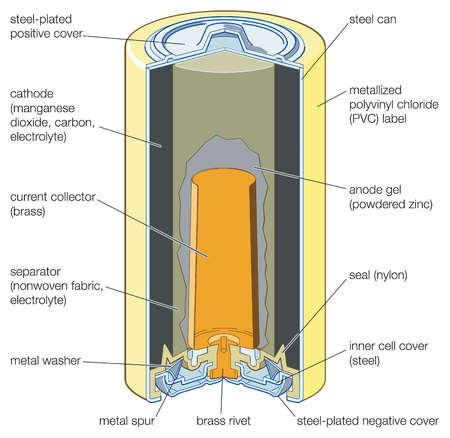 steel-plated
positive cover
steel can
cathode
(manganese
dioxide, carbon,
electrolyte)
metallized
polyvinyl chloride
(PVC) label
current collector
(brass)
anode gel
(powdered zinc)
separator
(nonwoven fabric,
electrolyte)
seal (nylon)
metal washer
inner cell cover
(steel)
metal spur
brass rivet
steel-plated negative cover